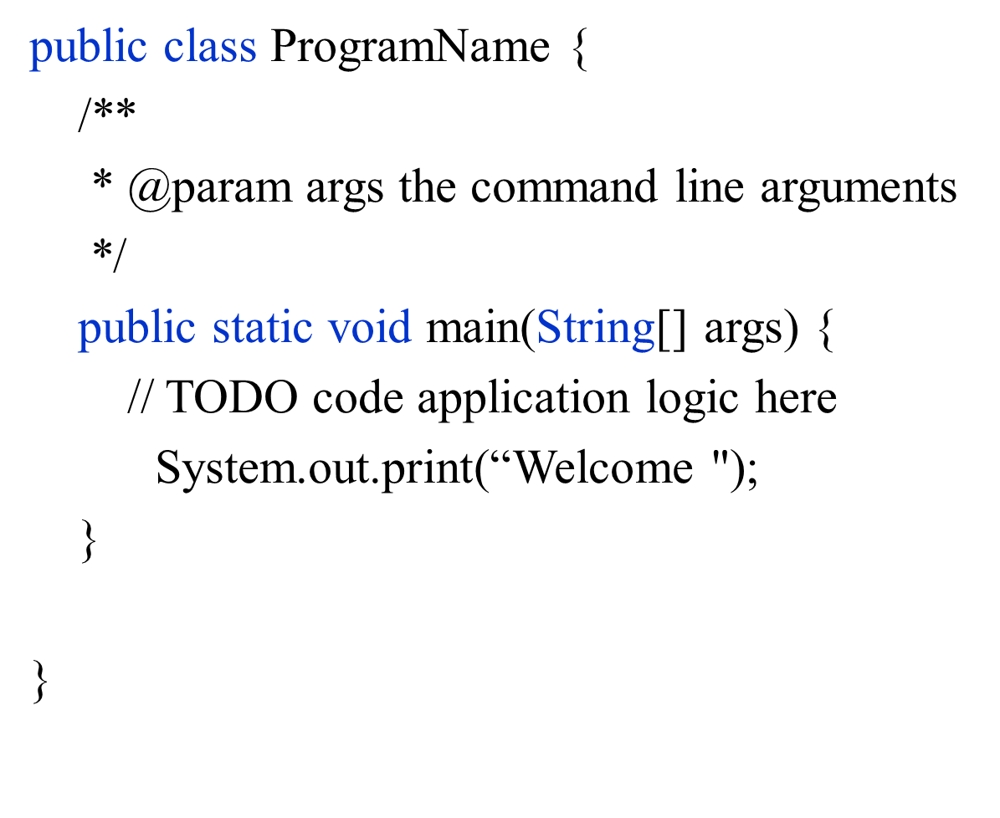 public class ProgramName {
/**
* @param args the command line arguments
*/
public static void main(String[] args) {
// TODO code application logic here
System.out.print(“Welcome ");
}
}